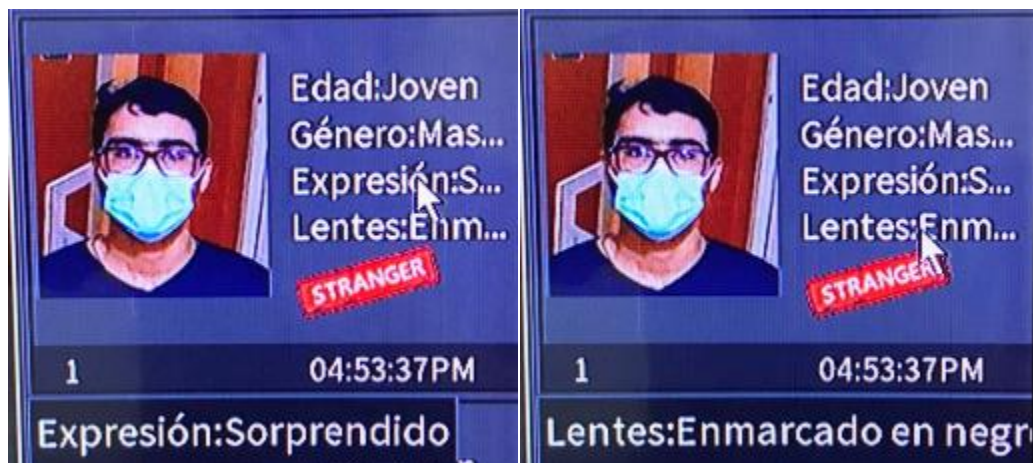 Edad:Joven
Género:Mas...
Expresión:S...
Lentes:Enm...
STRANGER
1 04:53:37PM
Expresión:Sorprendido
Edad:Joven
Género:Mas...
Expresión:S...
Lentes:Enm...
STRANGER
1 04:53:37PM
Lentes:Enmarcado en negr